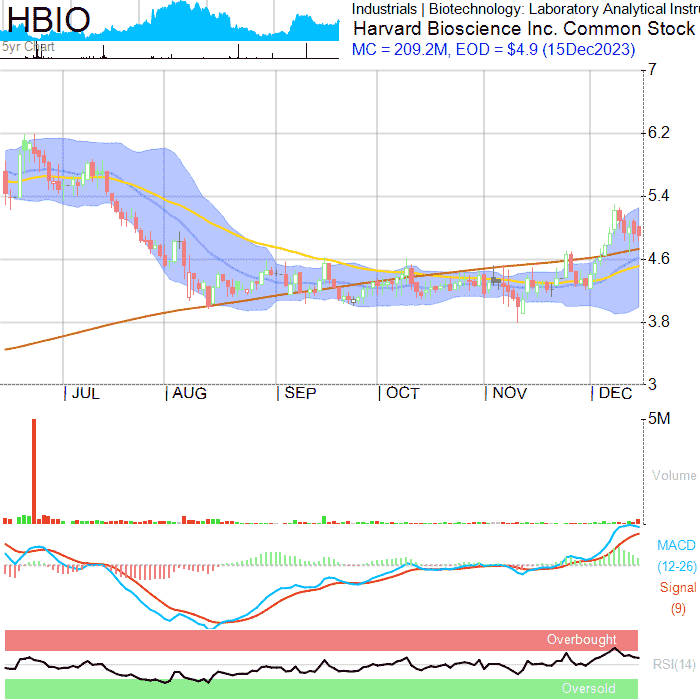 HBIO
5yr Chart
Industrials | Biotechnology: Laboratory Analytical Instru
Harvard Bioscience Inc. Common Stock
MC = 209.2M, EOD = $4.9 (15Dec2023)
7
6.2
5.4
4.6
3.8
3
JUL
AUG
SEP
OCT
NOV
DEC
5M
Volume
MACD
(12-26)
Signal
(9)
Overbought
RSI(14)
Oversold